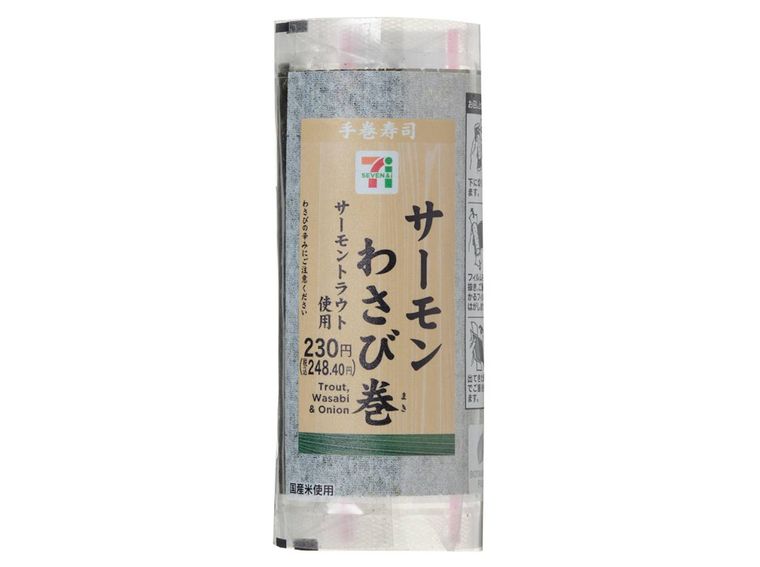 手巻寿司
SEVEN&i
サーモン
わさび巻
まき
サーモントラウト
使用
わさびの辛みにご注意ください
230円
(税込248.40円)
Trout,
Wasabi
& Onion
国産米使用